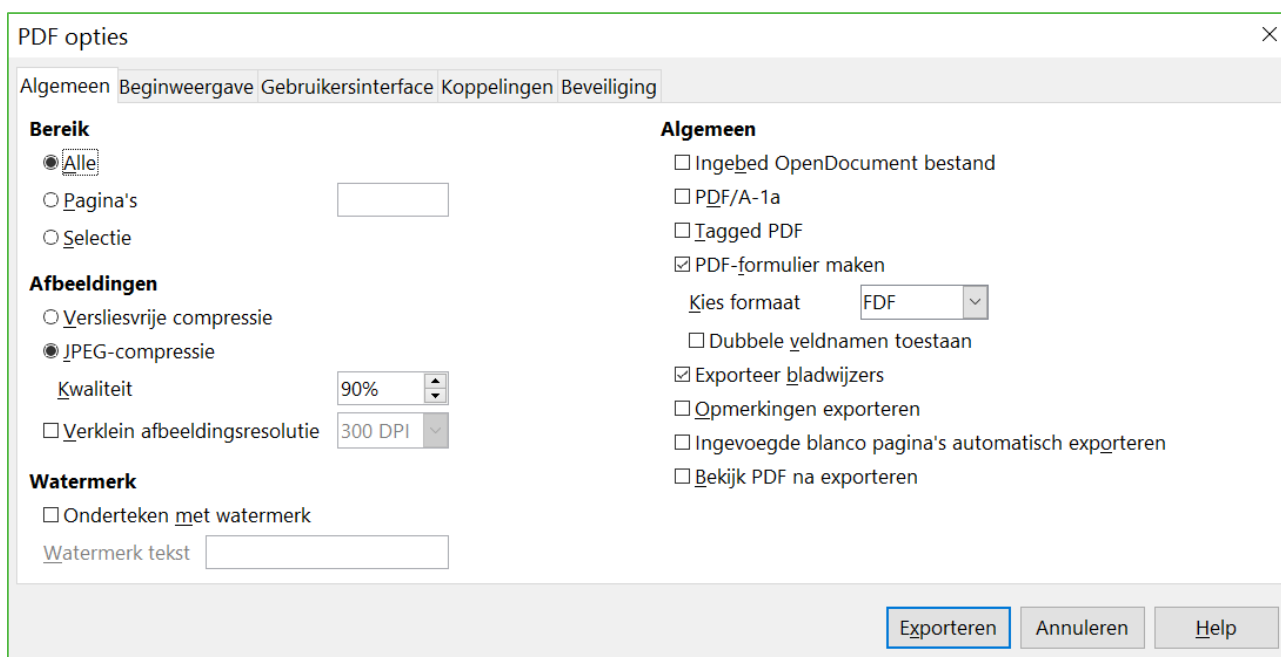 PDF opties
Algemeen Beginweergave Gebruikersinterface Koppelingen Beveiliging
Bereik
Alle
Pagina's
Selectie
Afbeeldingen
Versliesvrije compressie
JPEG-compressie
Kwaliteit 90%
Verklein afbeeldingsresolutie 300 DPI
Watermerk
Onderteken met watermerk
Watermerk tekst
Algemeen
Ingebed OpenDocument bestand
PDF/A-1a
Tagged PDF
PDF-formulier maken
Kies formaat FDF
Dubbele veldnamen toestaan
Exporteer bladwijzers
Opmerkingen exporteren
Ingevoegde blanco pagina's automatisch exporteren
Bekijk PDF na exporteren
Exporteren Annuleren Help